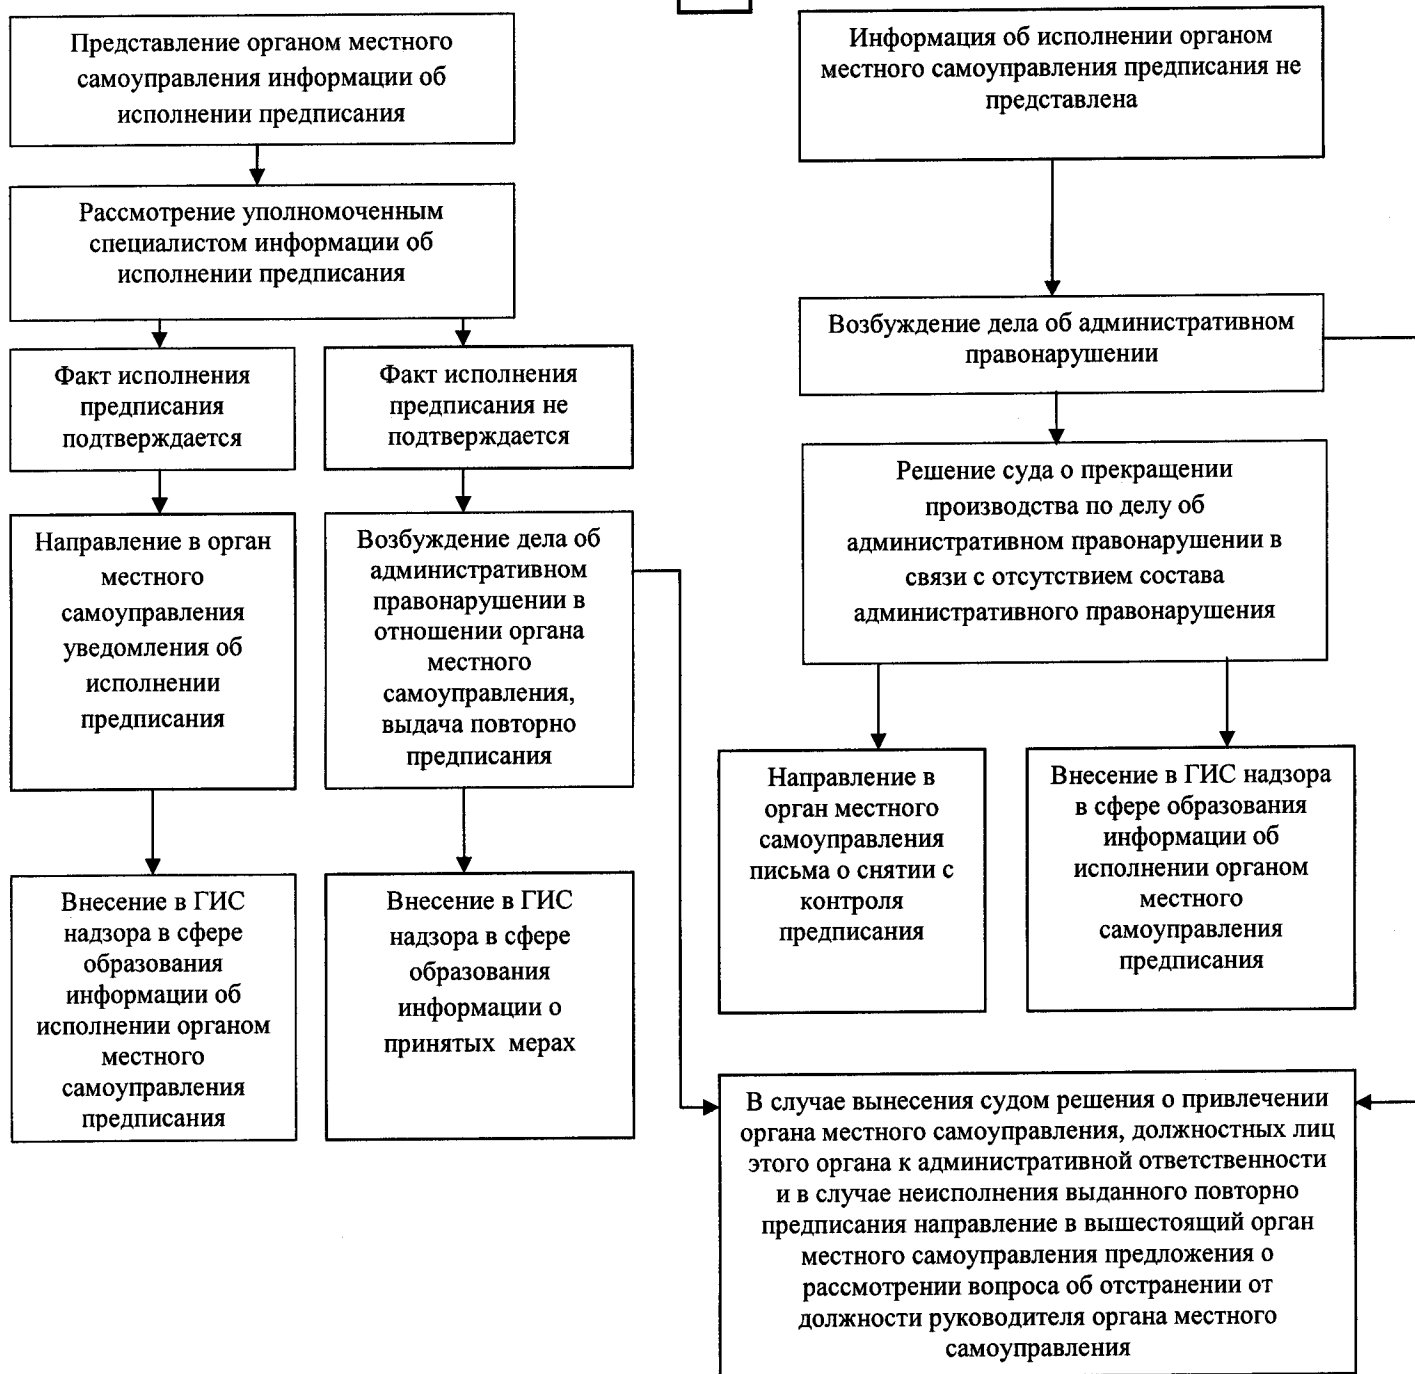 Представление органом местного
самоуправления информации об
исполнении предписания
Информация об исполнении органом
местного самоуправления предписания не
представлена
Рассмотрение уполномоченным
специалистом информации об
исполнении предписания
Возбуждение дела об административном
правонарушении
Факт исполнения
предписания
подтверждается
Факт исполнения
предписания не
подтверждается
Решение суда о прекращении
производства по делу об
административном правонарушении в
связи с отсутствием состава
административного правонарушения
Направление в орган
местного
самоуправления
уведомления об
исполнении
предписания
Возбуждение дела об
административном
правонарушении в
отношении органа
местного
самоуправления,
выдача повторно
предписания
Направление в
орган местного
самоуправления
письма о снятии с
контроля
предписания
Внесение в ГИС надзора
в сфере образования
информации об
исполнении органом
местного
самоуправления
предписания
Внесение в ГИС
надзора в сфере
образования
информации об
исполнении органом
местного
самоуправления
предписания
Внесение в ГИС
надзора в сфере
образования
информации о
принятых мерах
В случае вынесения судом решения о привлечении
органа местного самоуправления, должностных лиц
этого органа к административной ответственности
и в случае неисполнения выданного повторно
предписания направление в вышестоящий орган
местного самоуправления предложения о
рассмотрении вопроса об отстранении от
должности руководителя органа местного
самоуправления